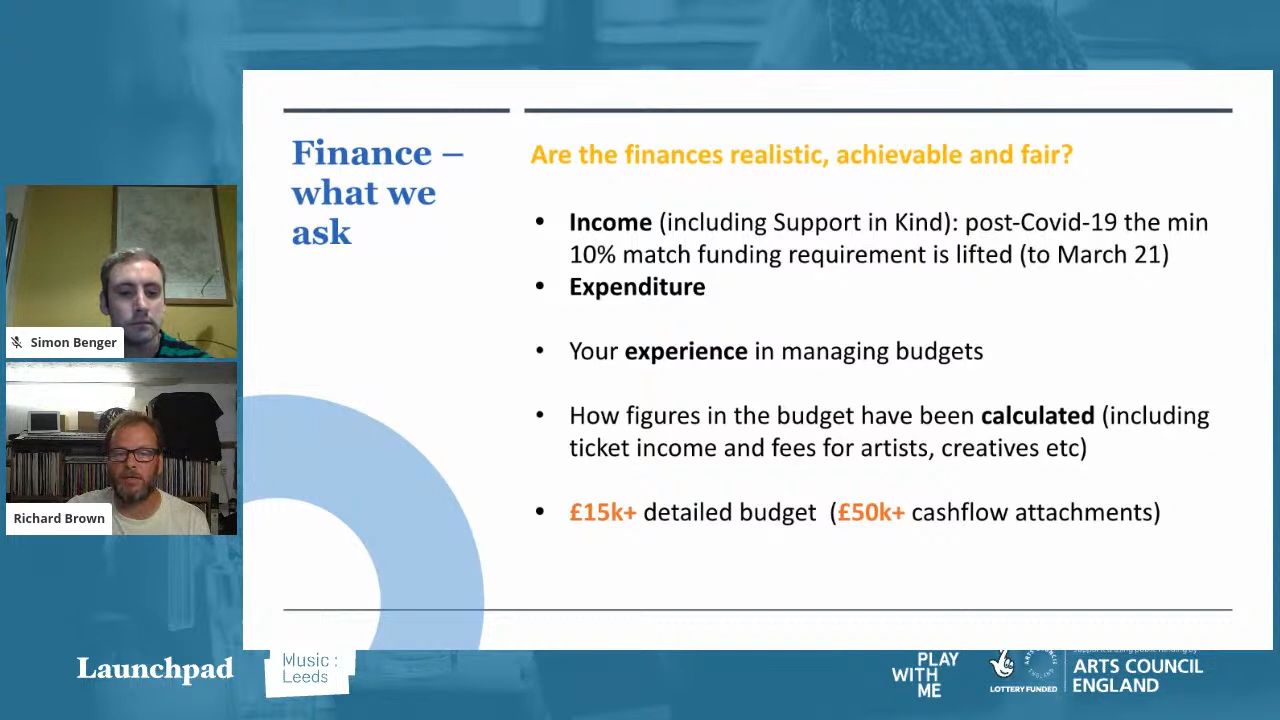 Finance –
what we
ask
Are the finances realistic, achievable and fair?
• Income (including Support in Kind): post-Covid-19 the min
10% match funding requirement is lifted (to March 21)
• Expenditure
• Your experience in managing budgets
• How figures in the budget have been calculated (including
ticket income and fees for artists, creatives etc)
• £15k+ detailed budget (£50k+ cashflow attachments)
Simon Benger
Richard Brown
Launchpad
Music :
Leeds
PLAY
WITH
ME
LOTTERY FUNDED
ARTS COUNCIL
ENGLAND